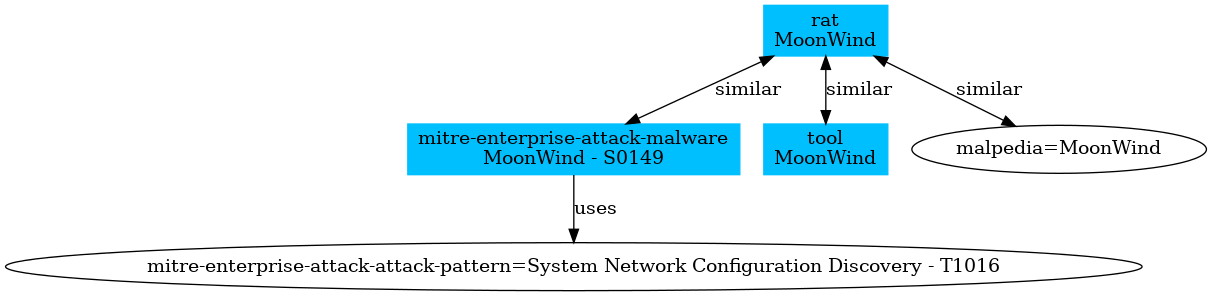 rat
MoonWind
similar
similar
similar
mitre-enterprise-attack-malware
MoonWind - S0149
tool
MoonWind
malpedia=MoonWind
uses
mitre-enterprise-attack-attack-pattern=System Network Configuration Discovery - T1016